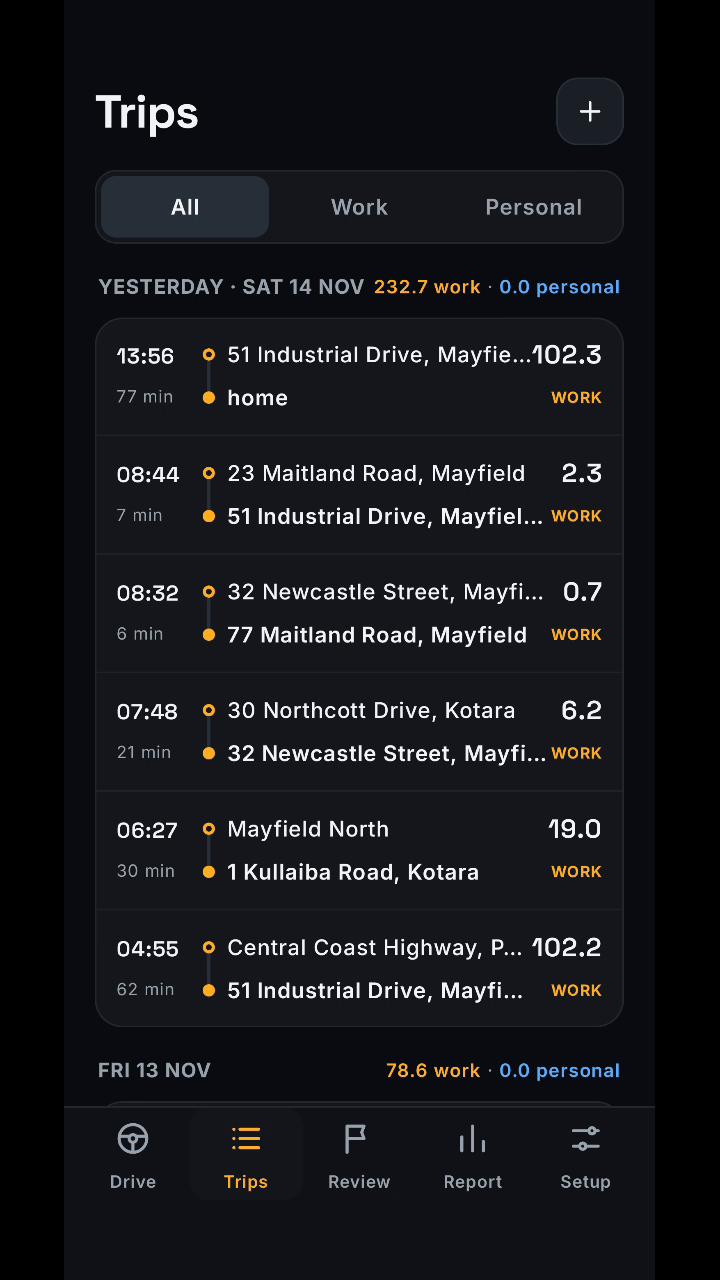 Trips
+
All Work Personal
YESTERDAY · SAT 14 NOV 232.7 work · 0.0 personal
13:56 51 Industrial Drive, Mayfie... 102.3
77 min home WORK
08:44 23 Maitland Road, Mayfield 2.3
7 min 51 Industrial Drive, Mayfiel... WORK
08:32 32 Newcastle Street, Mayfi... 0.7
6 min 77 Maitland Road, Mayfield WORK
07:48 30 Northcott Drive, Kotara 6.2
21 min 32 Newcastle Street, Mayfi... WORK
06:27 Mayfield North 19.0
30 min 1 Kullaiba Road, Kotara WORK
04:55 Central Coast Highway, P... 102.2
62 min 51 Industrial Drive, Mayfi... WORK
FRI 13 NOV 78.6 work · 0.0 personal
Drive Trips Review Report Setup